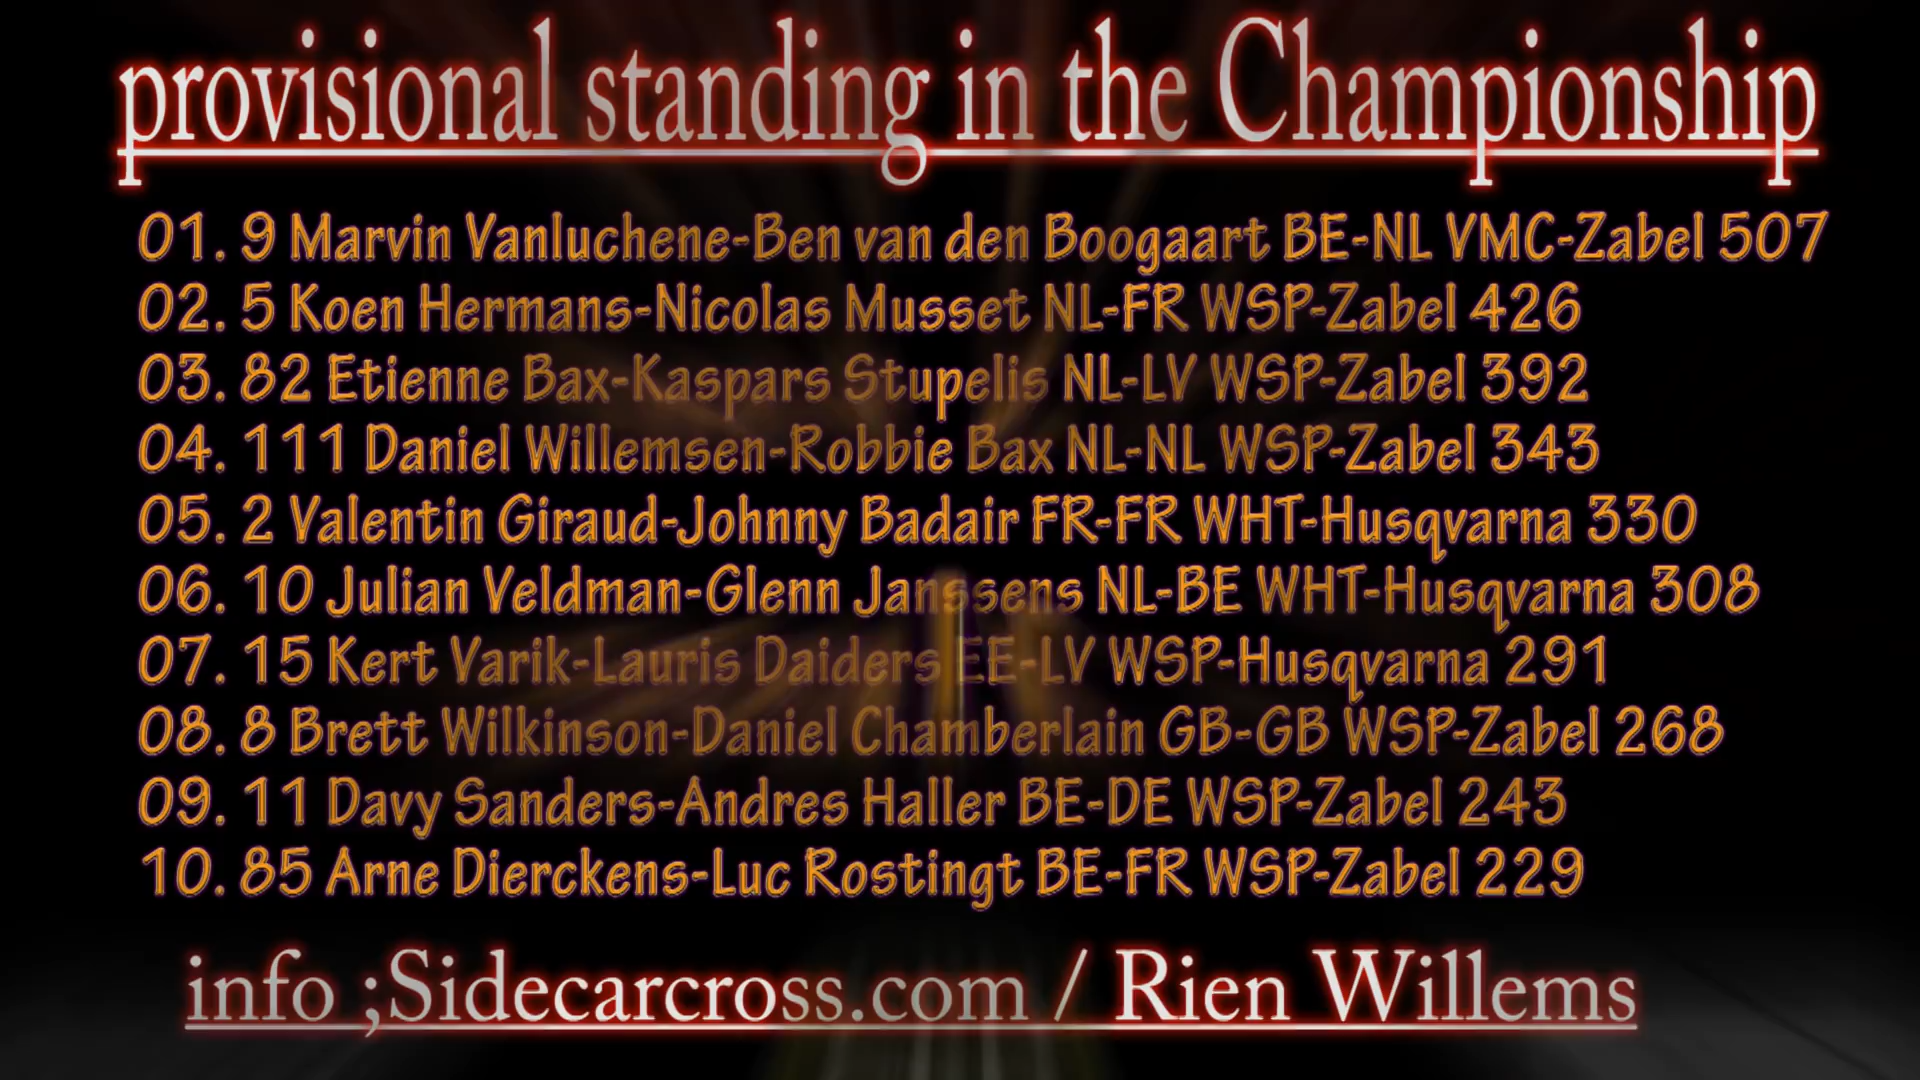 provisional standing in the Championship
01. 9 Marvin Vanluchene-Ben van den Boogaart BE-NL VMC-Zabel 507
02. 5 Koen Hermans-Nicolas Musset NL-FR WSP-Zabel 426
03. 82 Etienne Bax-Kaspars Stupelis NL-LV WSP-Zabel 392
04. 111 Daniel Willemsen-Robbie Bax NL-NL WSP-Zabel 343
05. 2 Valentin Giraud-Johnny Badair FR-FR WHT-Husqvarna 330
06. 10 Julian Veldman-Glenn Janssens NL-BE WHT-Husqvarna 308
07. 15 Kert Varik-Lauris Daiders EE-LV WSP-Husqvarna 291
08. 8 Brett Wilkinson-Daniel Chamberlain GB-GB WSP-Zabel 268
09. 11 Davy Sanders-Andres Haller BE-DE WSP-Zabel 243
10. 85 Arne Dierckens-Luc Rostingt BE-FR WSP-Zabel 229
info ;Sidecarcross.com / Rien Willems